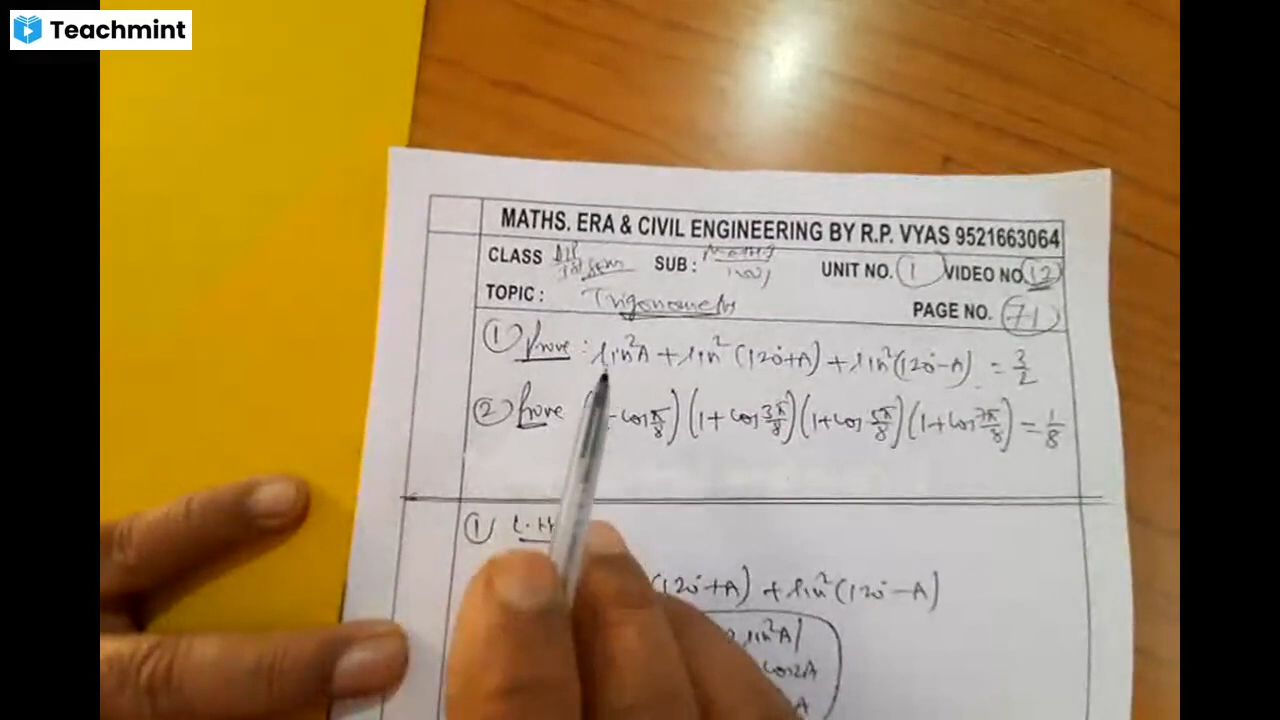 Teachmint
MATHS. ERA & CIVIL ENGINEERING BY R.P. VYAS 9521663064
CLASS SUB : UNIT NO. 1 VIDEO NO. 12
TOPIC : Trigonometry PAGE NO. 71
① Prove : sin²A + sin² (120°+A) + sin² (120°-A) = 3/2
② Prove cos π/8) (1 + cos 3π/8) (1 + cos 5π/8) (1 + cos 7π/8) = 1/8
① L.H
(120°+A) + sin² (120°-A)
sin²A
cos2A
A